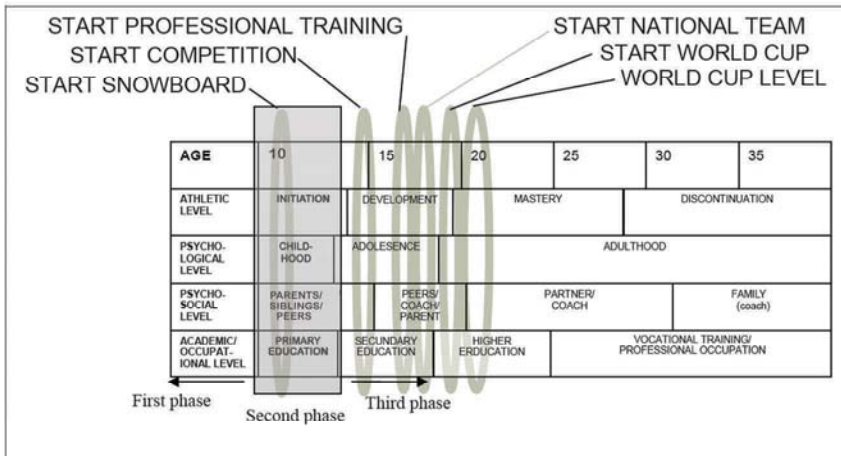 START PROFESSIONAL TRAINING
START NATIONAL TEAM
START COMPETITION
START WORLD CUP
START SNOWBOARD
WORLD CUP LEVEL
AGE 10 15 20 25 30 35
ATHLETIC
LEVEL
INITIATION
DEVELOPMENT
MASTERY
DISCONTINUATION
PSYCHO-
LOGICAL
LEVEL
CHILD-
HOOD
ADOLESENCE
ADULTHOOD
PSYCHO-
SOCIAL
LEVEL
PARENTS/
SIBLINGS/
PEERS
PEERS/
COACH/
PARENT
PARTNER/
COACH
FAMILY
(coach)
ACADEMIC/
OCCUPAT-
IONAL LEVEL
PRIMARY
EDUCATION
SECUNDARY
EDUCATION
HIGHER
ERDUCATION
VOCATIONAL TRAINING/
PROFESSIONAL OCCUPATION
First phase
Second phase
Third phase